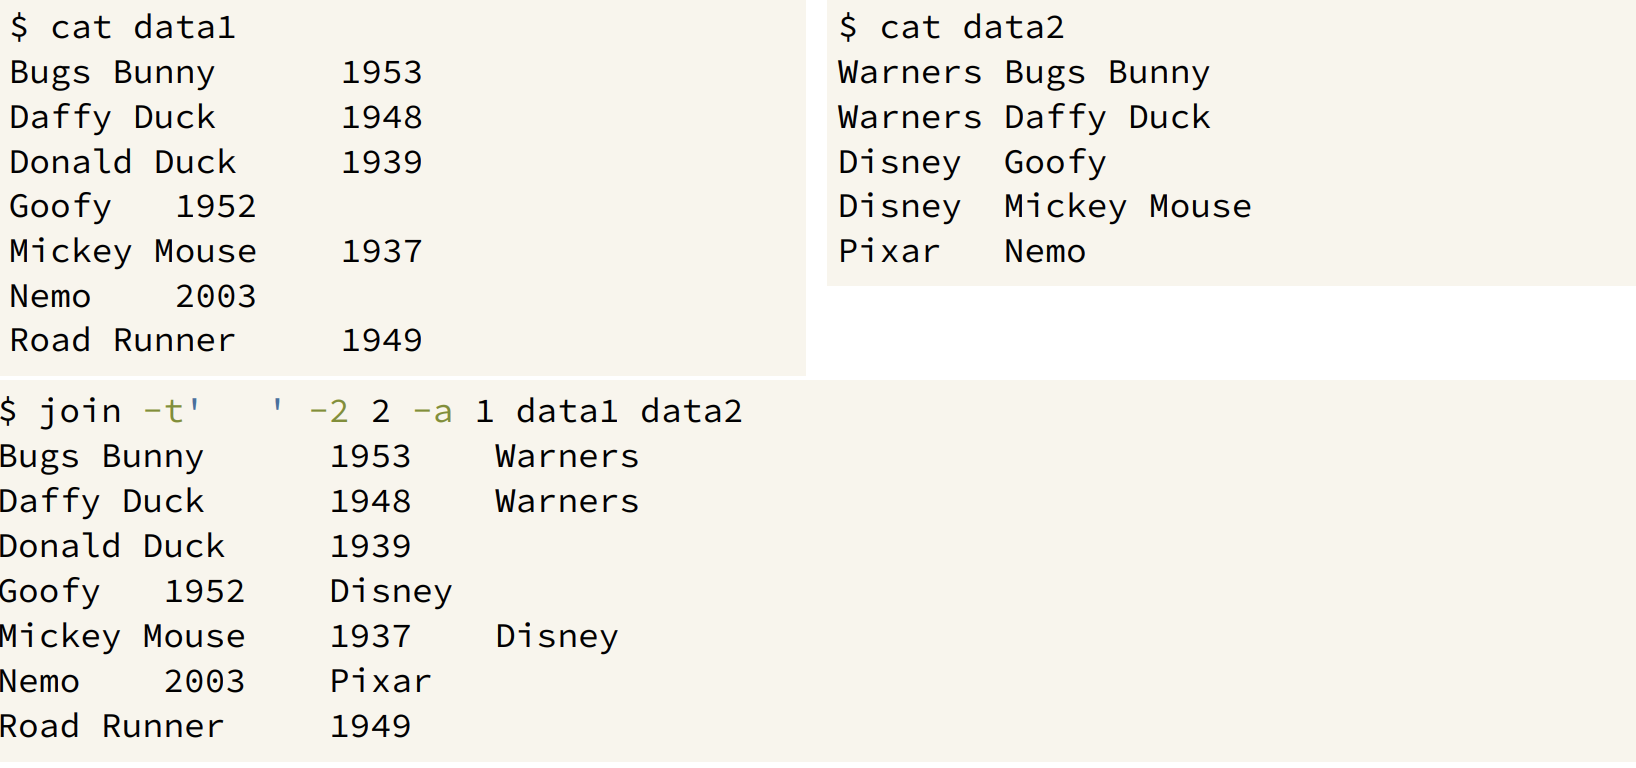 $ cat data1
Bugs Bunny      1953
Daffy Duck      1948
Donald Duck     1939
Goofy   1952
Mickey Mouse    1937
Nemo    2003
Road Runner     1949
$ cat data2
Warners Bugs Bunny
Warners Daffy Duck
Disney  Goofy
Disney  Mickey Mouse
Pixar   Nemo
$ join -t'   ' -2 2 -a 1 data1 data2
Bugs Bunny      1953    Warners
Daffy Duck      1948    Warners
Donald Duck     1939
Goofy   1952    Disney
Mickey Mouse    1937    Disney
Nemo    2003    Pixar
Road Runner     1949